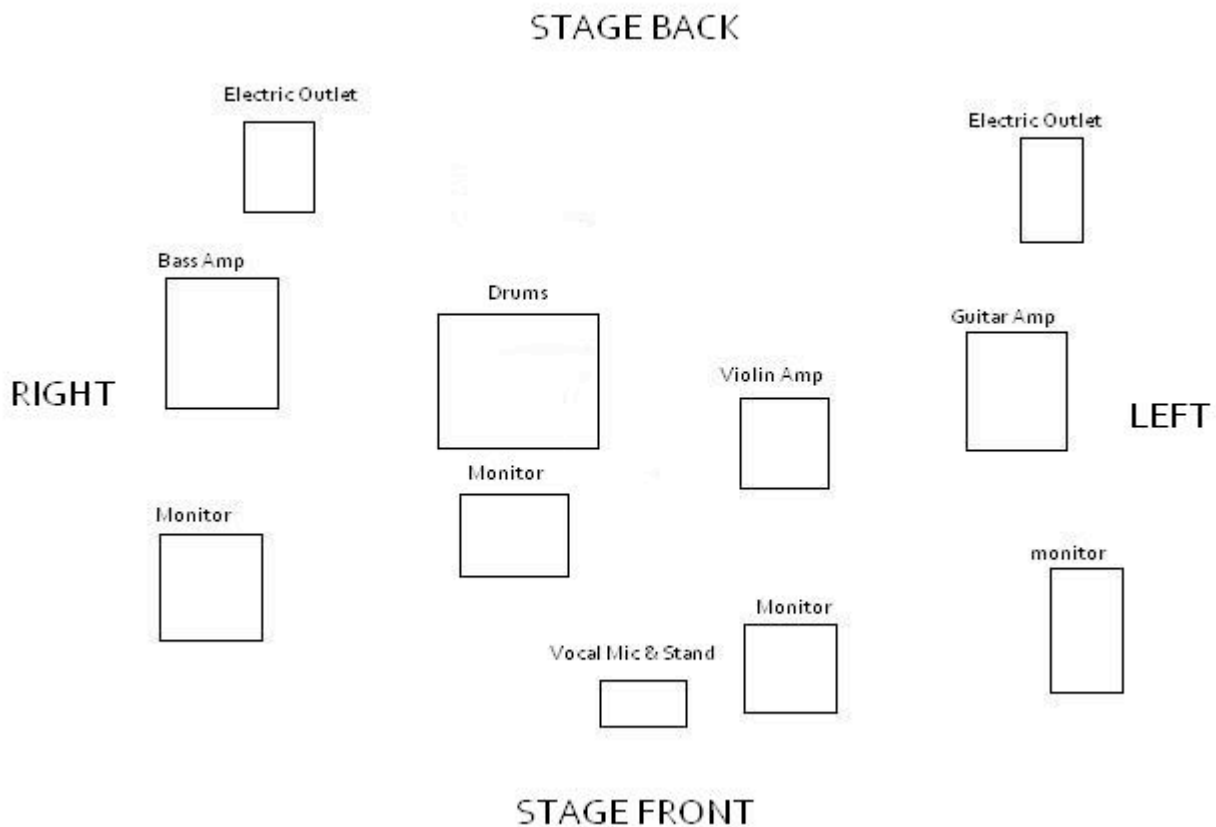 STAGE BACK
Electric Outlet
Electric Outlet
Bass Amp
Drums
Guitar Amp
Violin Amp
RIGHT
LEFT
Monitor
Monitor
monitor
Monitor
Vocal Mic & Stand
STAGE FRONT